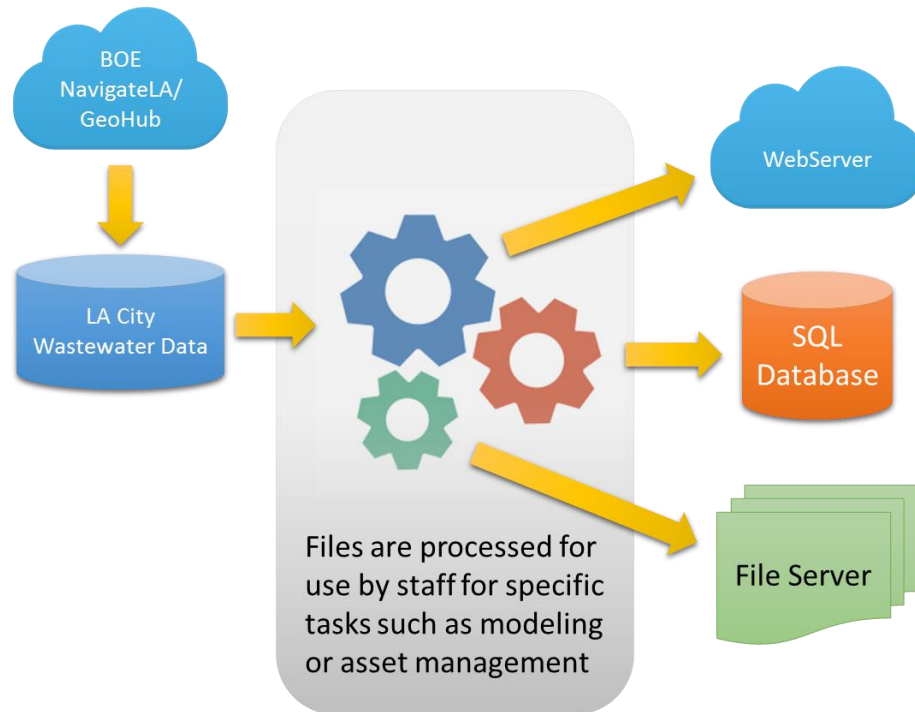 BOE
NavigateLA/
GeoHub
LA City
Wastewater Data
Files are processed for
use by staff for specific
tasks such as modeling
or asset management
WebServer
SQL
Database
File Server